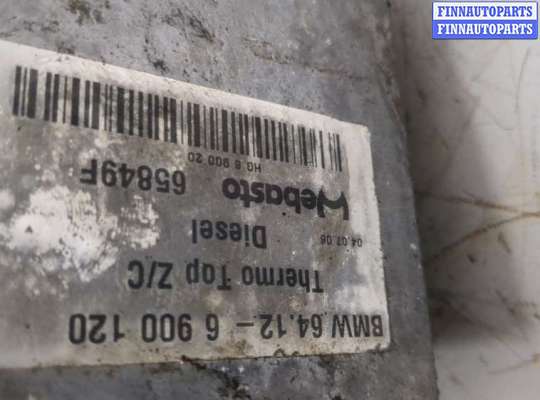 FINNAUTOPARTS
FINNAUTOPARTS
BMW 64.12-6 900 120
Thermo Top Z/C
Diesel
04.07.06
Webasto 65849F
HG 6 900 20